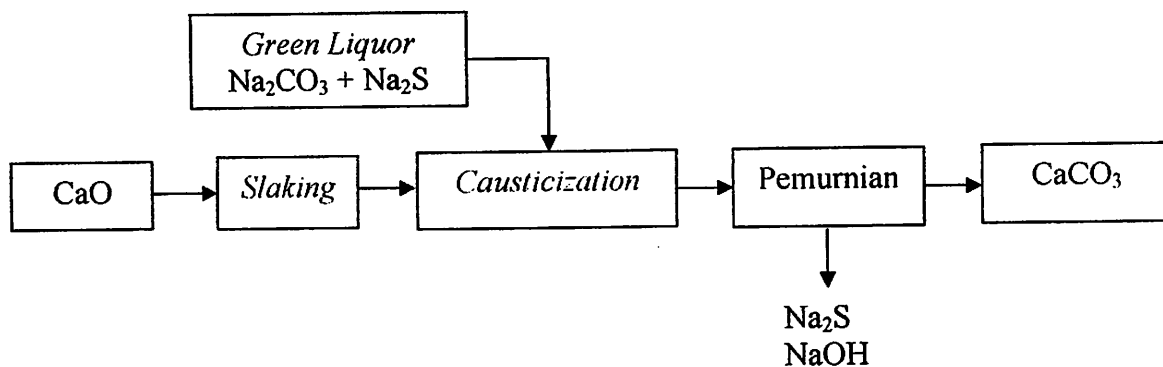 Green Liquor
Na₂CO₃ + Na₂S
CaO
Slaking
Causticization
Pemurnian
CaCO₃
Na₂S
NaOH